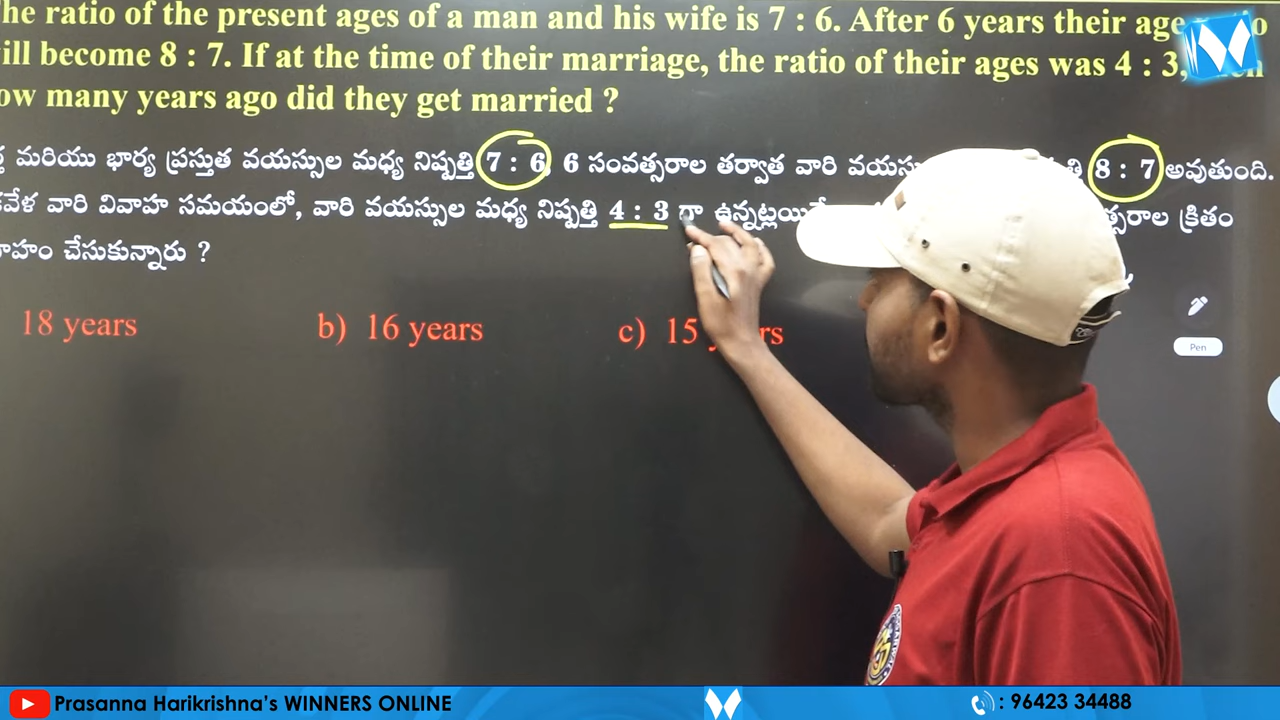 he ratio of the present ages of a man and his wife is 7 : 6. After 6 years their age
ill become 8 : 7. If at the time of their marriage, the ratio of their ages was 4 : 3,
ow many years ago did they get married ?
మరియు భార్య ప్రస్తుత వయస్సుల మధ్య నిష్పత్తి 7 : 6, 6 సంవత్సరాల తర్వాత వారి 8 : 7 అవుతుంది.
వారి వివాహ సమయంలో, వారి వయస్సుల మధ్య నిష్పత్తి 4 : 3 గా ఉన్నట్లయితే క్రితం
చేసుకున్నారు ?
18 years
b) 16 years
c) 15
Pen
Prasanna Harikrishna's WINNERS ONLINE
: 96423 34488